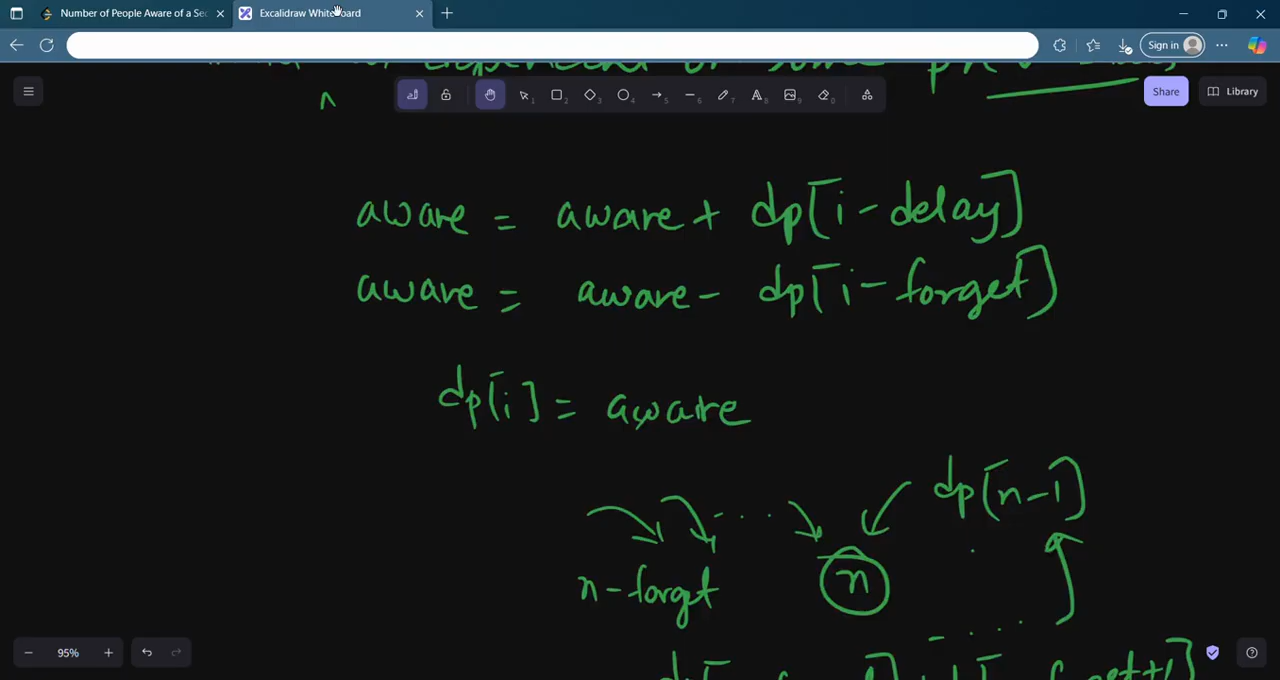 Number of People Aware of a Sec
Excalidraw Whiteboard
Sign in
Share
Library
aware = aware + dp[i - delay]
aware = aware - dp[i - forget]
dp[i] = aware
dp[n-1]
n - forget
n
95%